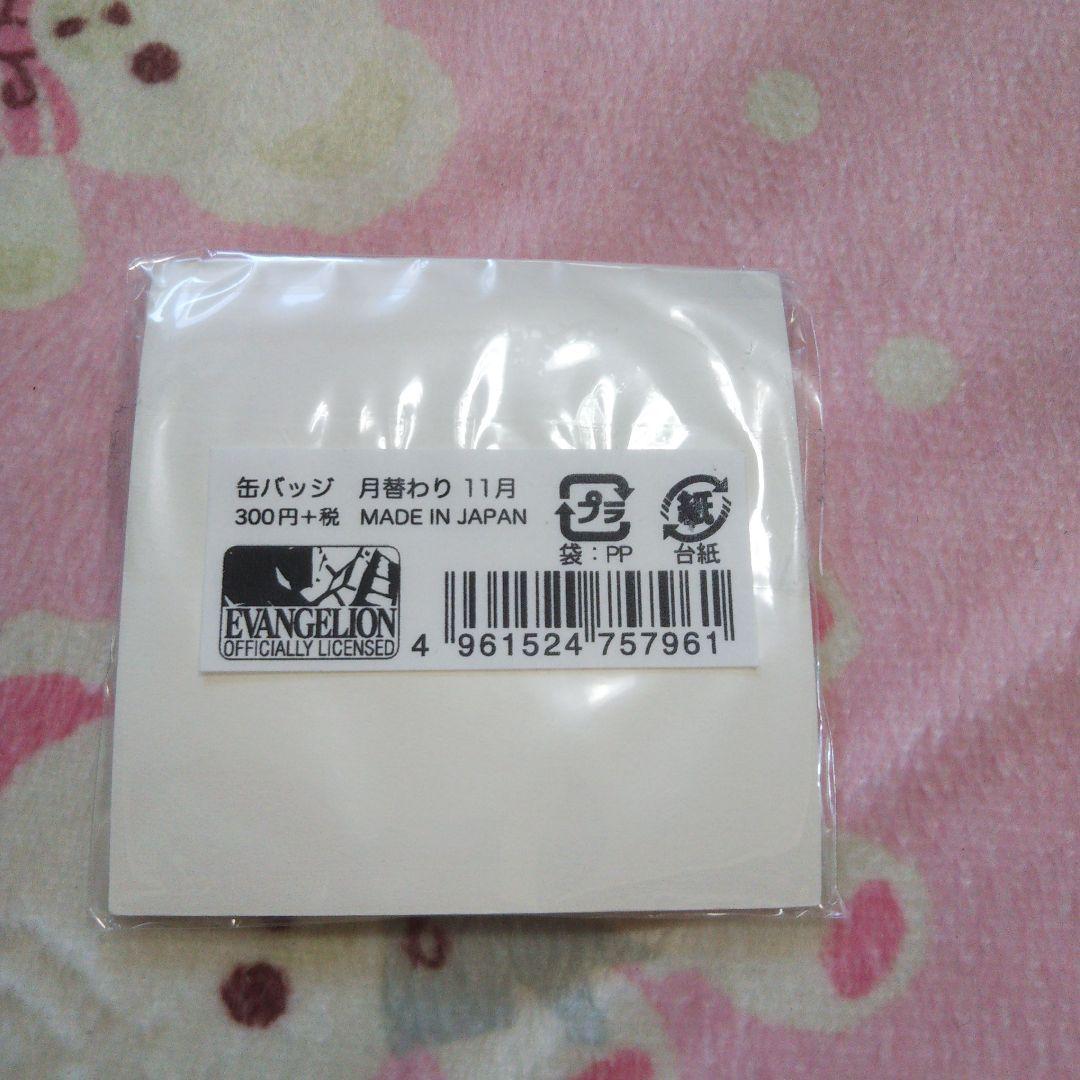 缶バッジ 月替わり 11月
300円+税 MADE IN JAPAN
プラ
紙
袋：PP
台紙
EVANGELION
OFFICIALLY LICENSED
4 961524 757961